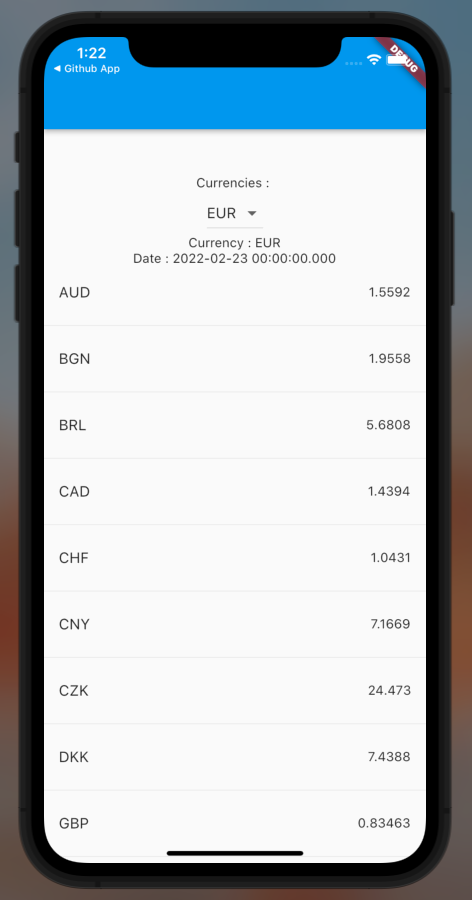 1:22
DEBUG
◄ Github App
Currencies :
EUR
Currency : EUR
Date : 2022-02-23 00:00:00.000
AUD 1.5592
BGN 1.9558
BRL 5.6808
CAD 1.4394
CHF 1.0431
CNY 7.1669
CZK 24.473
DKK 7.4388
GBP 0.83463